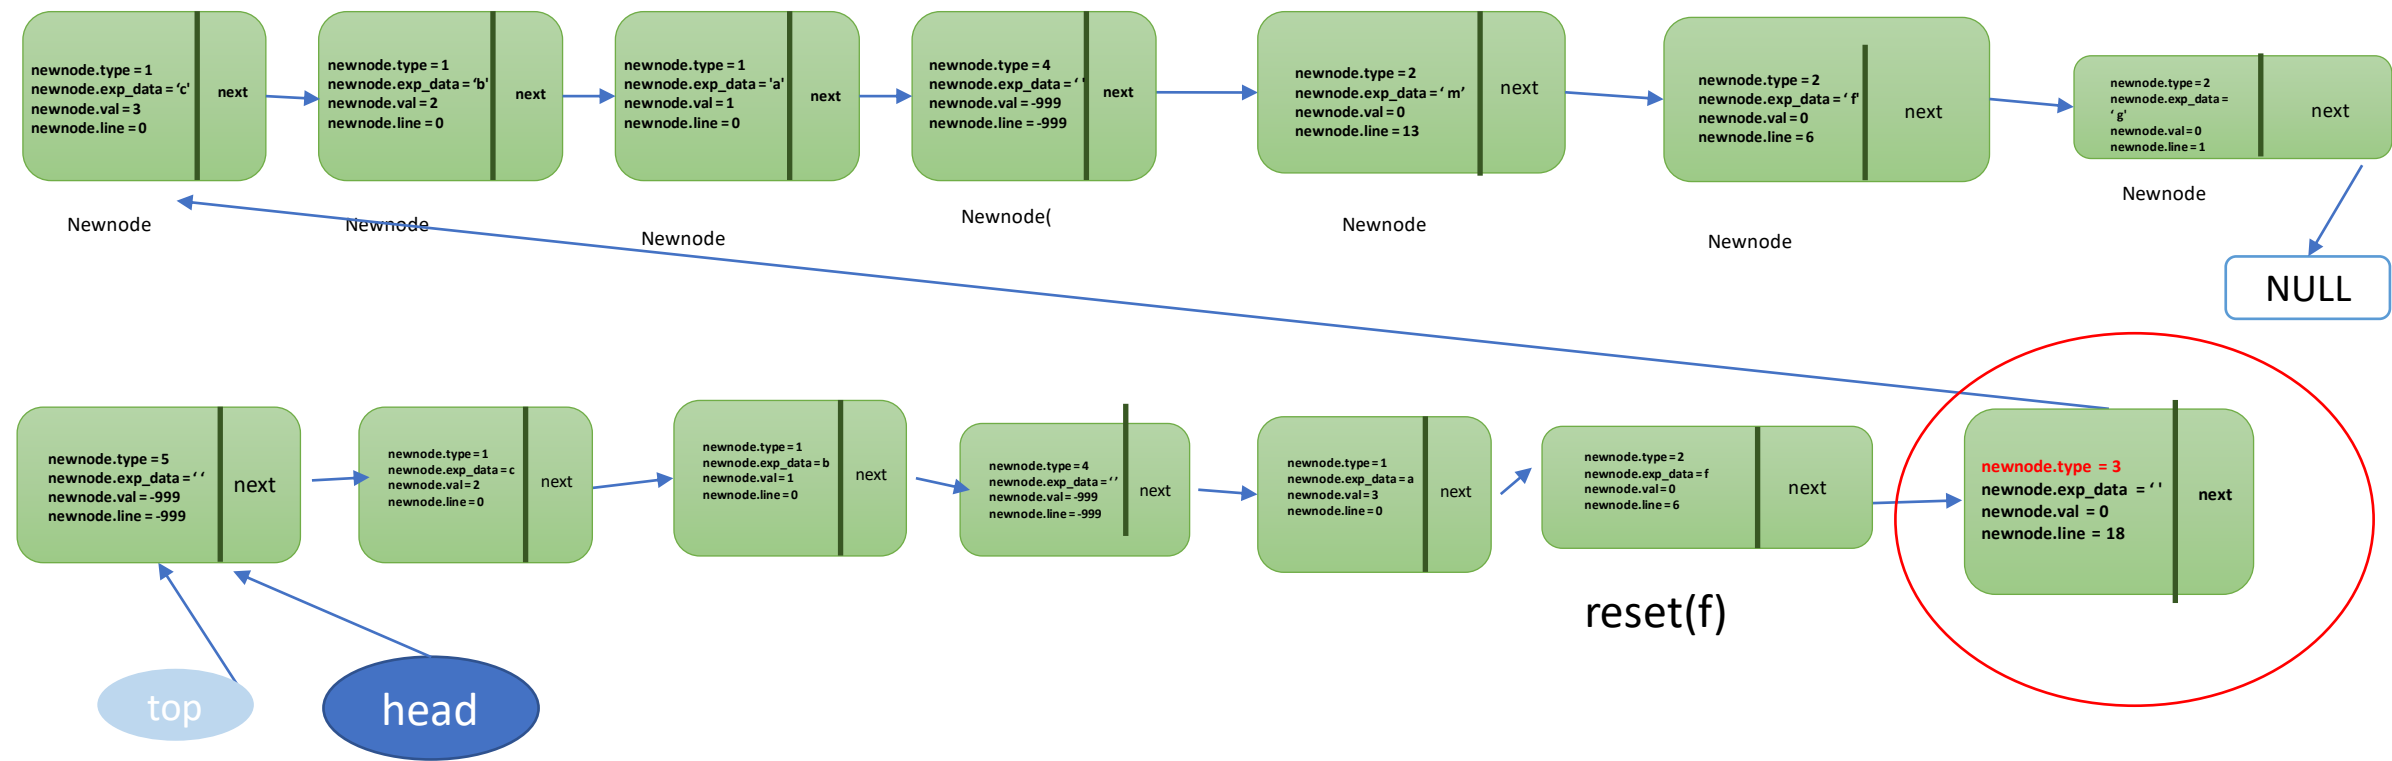 newnode.type = 1
newnode.exp_data = ‘c'
newnode.val = 3
newnode.line = 0
next
newnode.type = 1
newnode.exp_data = ‘b'
newnode.val = 2
newnode.line = 0
next
newnode.type = 1
newnode.exp_data = 'a'
newnode.val = 1
newnode.line = 0
next
newnode.type = 4
newnode.exp_data = ‘ '
newnode.val = -999
newnode.line = -999
next
newnode.type = 2
newnode.exp_data = ‘ m’
newnode.val = 0
newnode.line = 13
next
newnode.type = 2
newnode.exp_data = ‘ f'
newnode.val = 0
newnode.line = 6
next
newnode.type = 2
newnode.exp_data =
‘ g'
newnode.val = 0
newnode.line = 1
next
Newnode
Newnode
Newnode
Newnode(
Newnode
Newnode
Newnode
NULL
newnode.type = 5
newnode.exp_data = ‘ ‘
newnode.val = -999
newnode.line = -999
next
newnode.type = 1
newnode.exp_data = c
newnode.val = 2
newnode.line = 0
next
newnode.type = 1
newnode.exp_data = b
newnode.val = 1
newnode.line = 0
next
newnode.type = 4
newnode.exp_data = ‘ ’
newnode.val = -999
newnode.line = -999
next
newnode.type = 1
newnode.exp_data = a
newnode.val = 3
newnode.line = 0
next
newnode.type = 2
newnode.exp_data = f
newnode.val = 0
newnode.line = 6
next
newnode.type = 3
newnode.exp_data = ‘ '
newnode.val = 0
newnode.line = 18
next
reset(f)
top
head